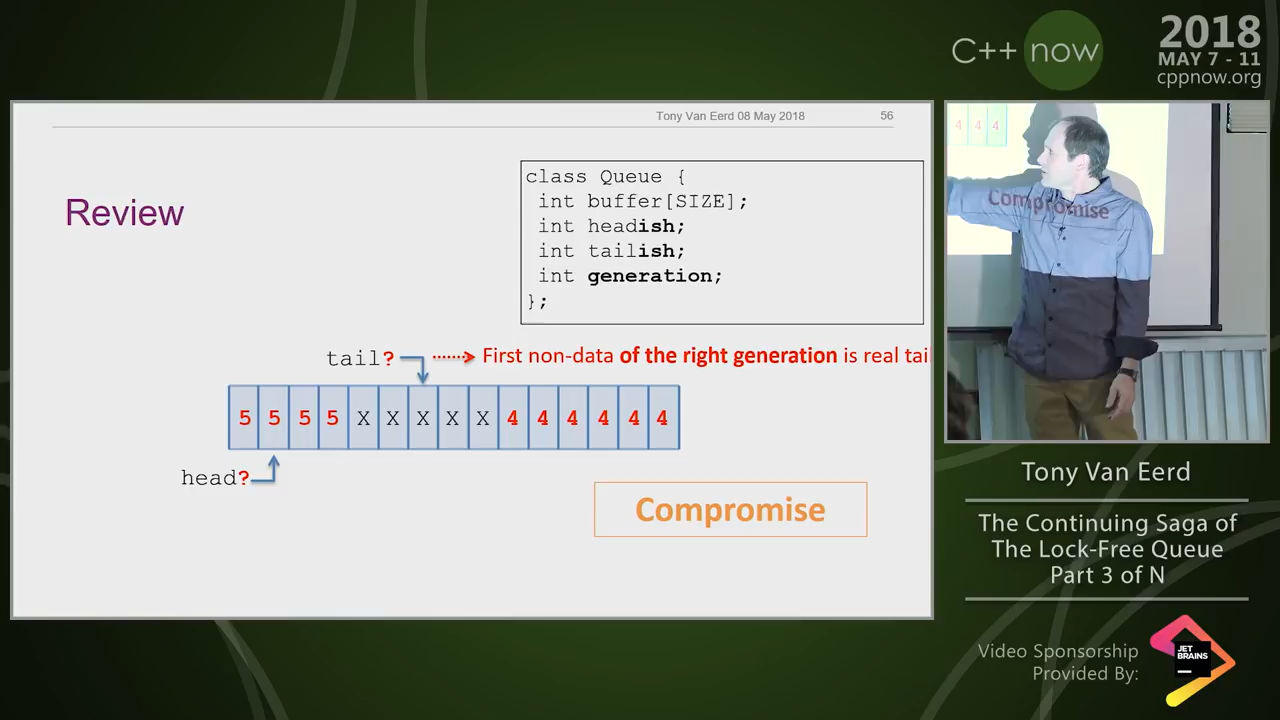 C++ now
2018
MAY 7 - 11
cppnow.org
Tony Van Eerd 08 May 2018 56
Review
class Queue {
int buffer[SIZE];
int headish;
int tailish;
int generation;
};
tail? First non-data of the right generation is real tai
5 5 5 5 X X X X X 4 4 4 4 4 4
head?
Compromise
4 4 4
Compromise
Tony Van Eerd
The Continuing Saga of
The Lock-Free Queue
Part 3 of N
Video Sponsorship
Provided By:
JET
BRAINS